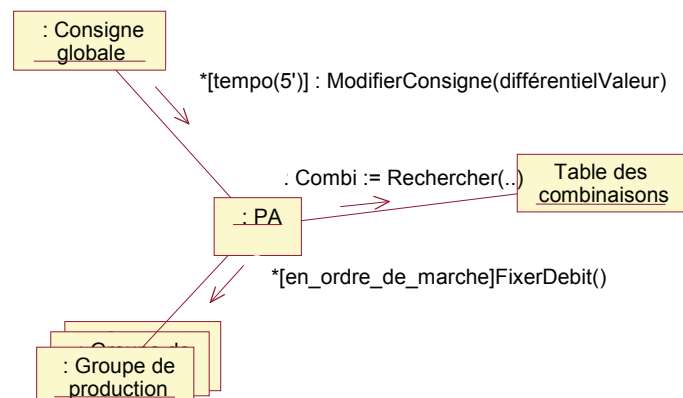 : Consigne
globale
*[tempo(5')] : ModifierConsigne(différentielValeur)
: Combi := Rechercher(..)
Table des
combinaisons
: PA
*[en_ordre_de_marche]FixerDebit()
: Groupe de
production